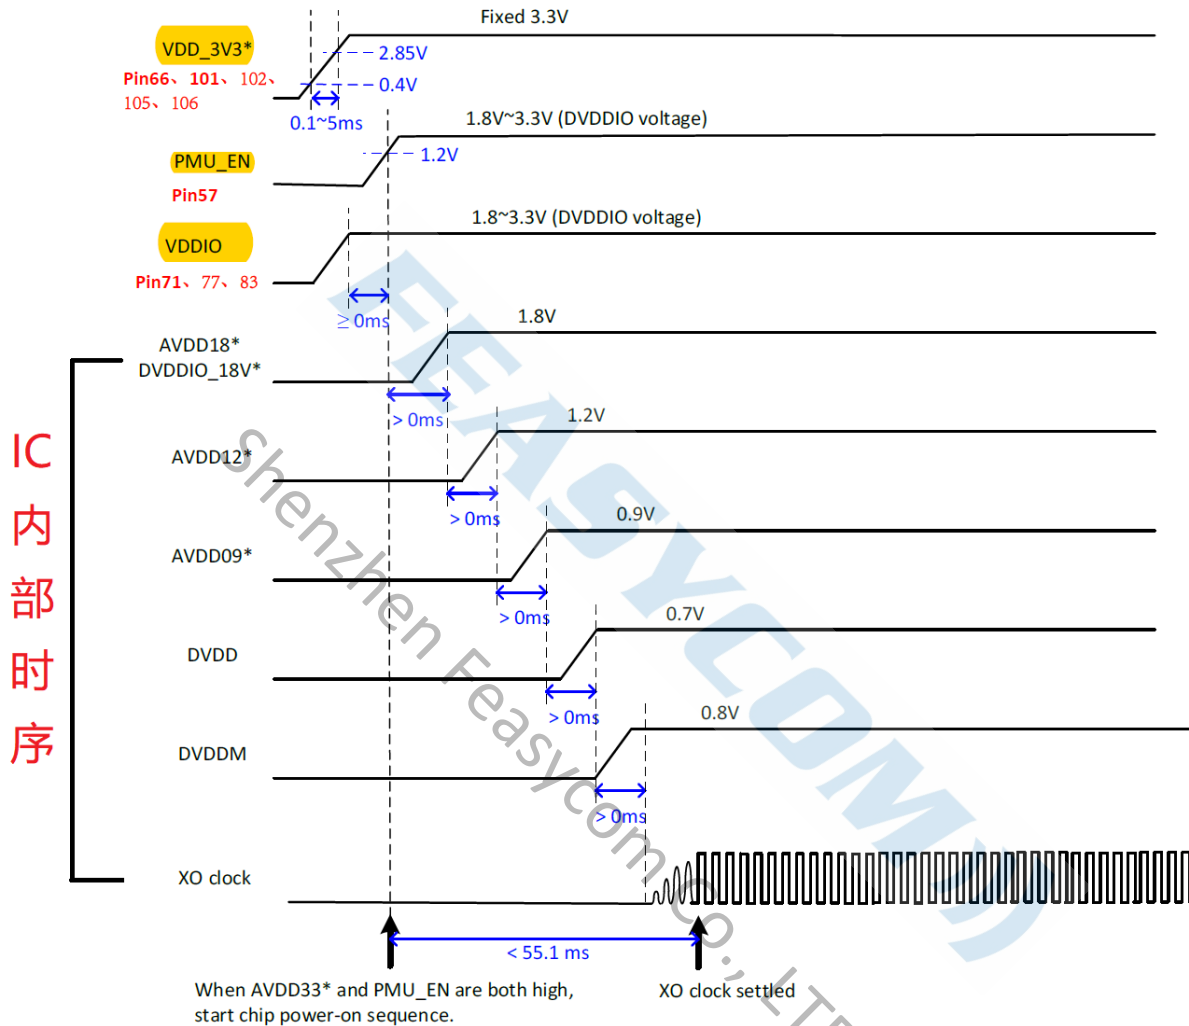 Fixed 3.3V
VDD_3V3*
2.85V
Pin66、101、102、
0.4V
105、106
0.1~5ms
1.8V~3.3V (DVDDIO voltage)
PMU_EN
1.2V
Pin57
1.8~3.3V (DVDDIO voltage)
VDDIO
Pin71、77、83
≥ 0ms
1.8V
AVDD18*
DVDDIO_18V*
> 0ms
1.2V
AVDD12*
> 0ms
0.9V
AVDD09*
> 0ms
0.7V
DVDD
> 0ms
0.8V
DVDDM
> 0ms
XO clock
IC
内
部
时
序
< 55.1 ms
When AVDD33* and PMU_EN are both high,
start chip power-on sequence.
XO clock settled
FEASYCOM
Shenzhen Feasycom Co., LT